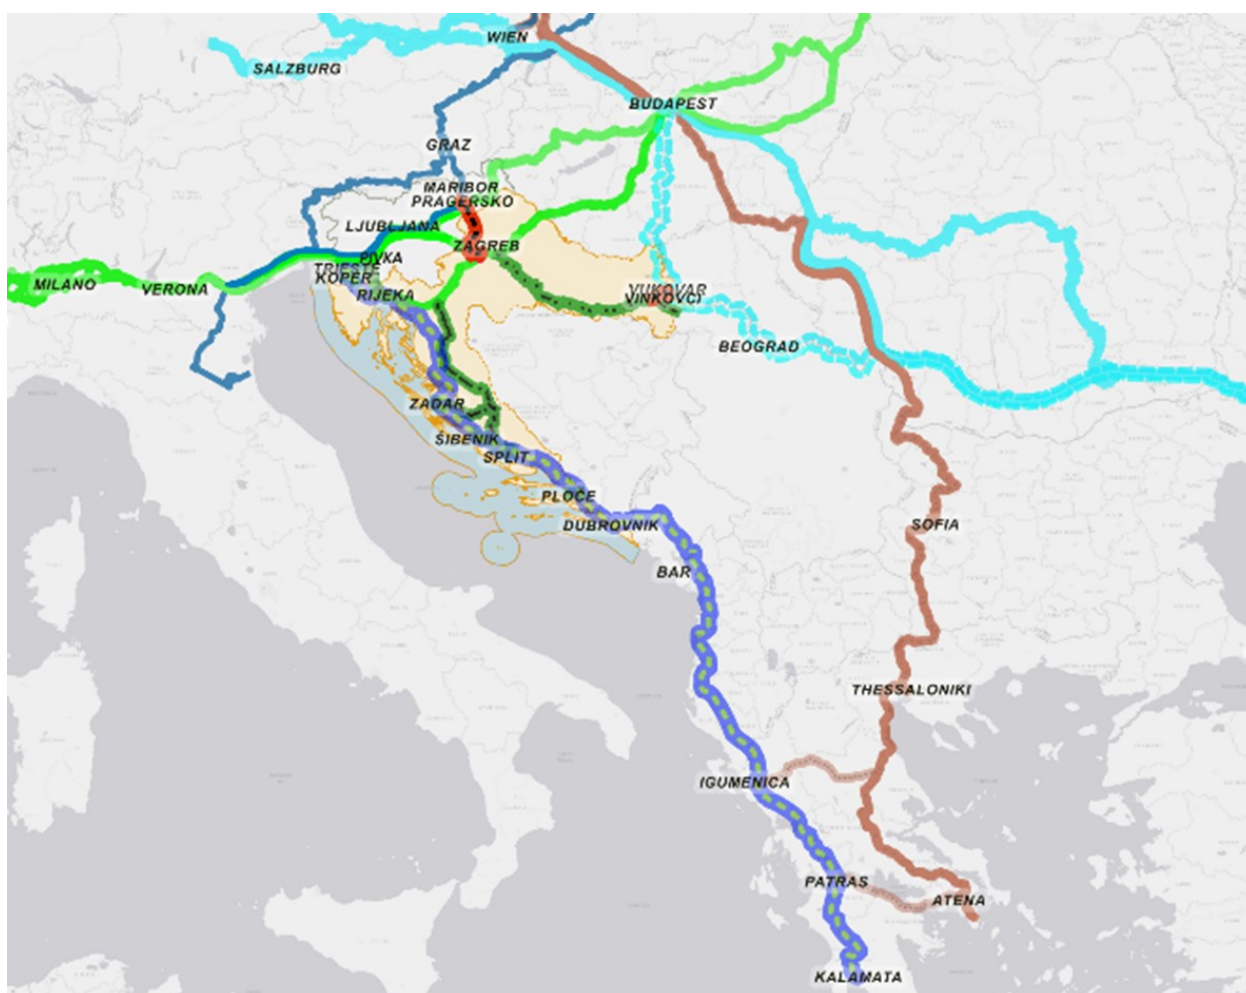 WIEN
SALZBURG
BUDAPEST
GRAZ
MARIBOR
PRAGERSKO
LJUBLJANA
ZAGREB
PIVKA
TRIESTE
KOPER
MILANO
VERONA
RIJEKA
VUKOVAR
VINKOVCI
BEOGRAD
ZADAR
ŠIBENIK
SPLIT
PLOČE
DUBROVNIK
SOFIA
BAR
THESSALONIKI
IGUMENICA
PATRAS
ATENA
KALAMATA